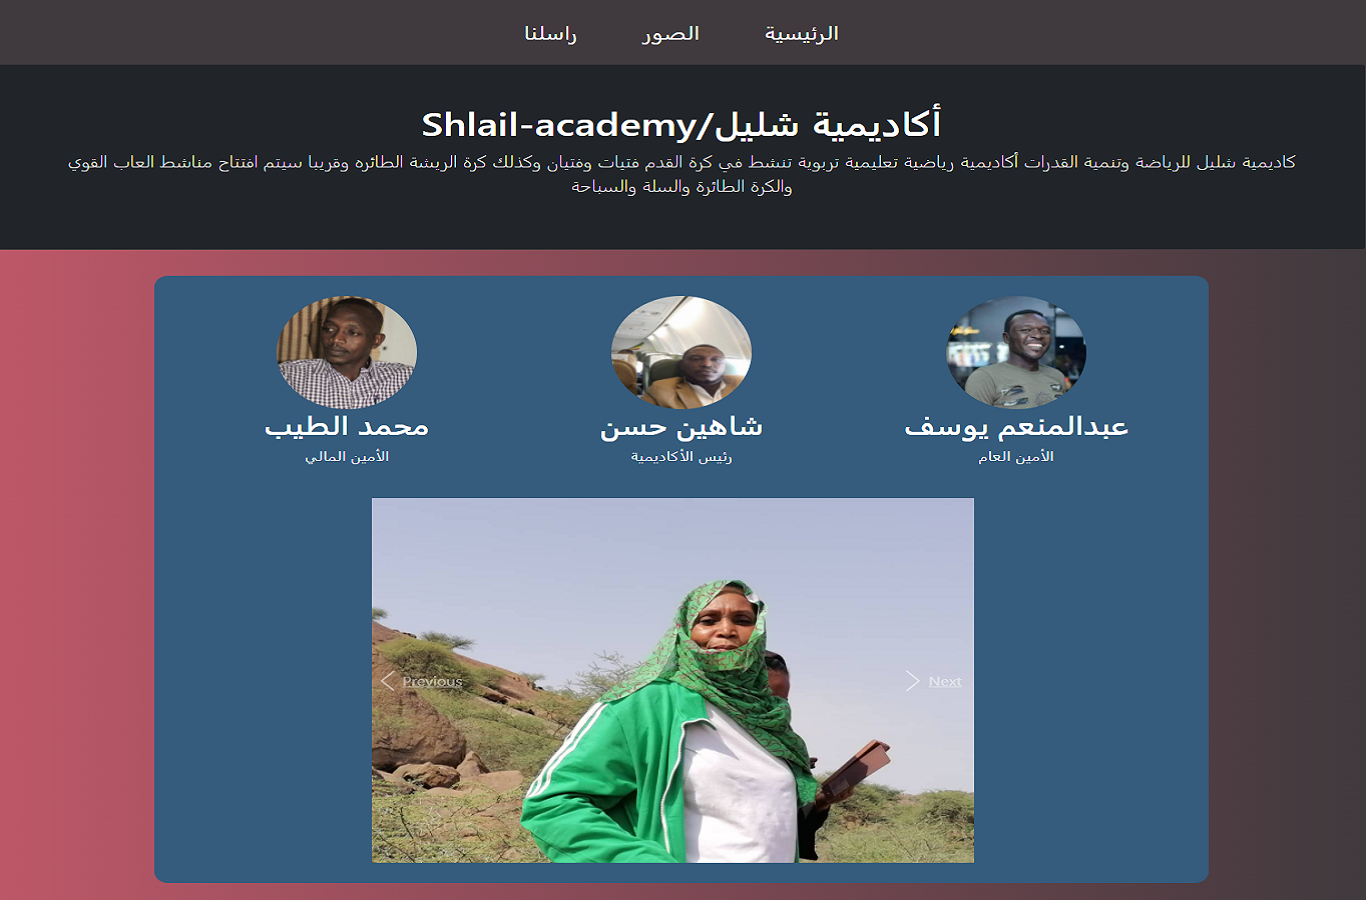 الرئيسية
الصور
راسلنا
أكاديمية شليل/Shlail-academy
كاديمية شليل للرياضة وتنمية القدرات أكاديمية رياضية تعليمية تربوية تنشط في كرة القدم فتيات وفتيان وكذلك كرة الريشة الطائره وقريبا سيتم افتتاح مناشط العاب القوي
والكرة الطائرة والسلة والسباحة
عبدالمنعم يوسف
الأمين العام
شاهين حسن
رئيس الأكاديمية
محمد الطيب
الأمين المالي
Previous
Next